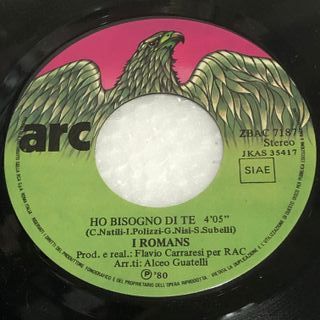 arc
ZBAC 7187
Stereo
JKAS 35417
SIAE
HO BISOGNO DI TE 4'05"
(C.Natili-I.Polizzi-G.Nisi-S.Subelli)
I ROMANS
Prod. e real.: Flavio Carraresi per RAC
Arr.ti: Alceo Guatelli
Ⓟ '80